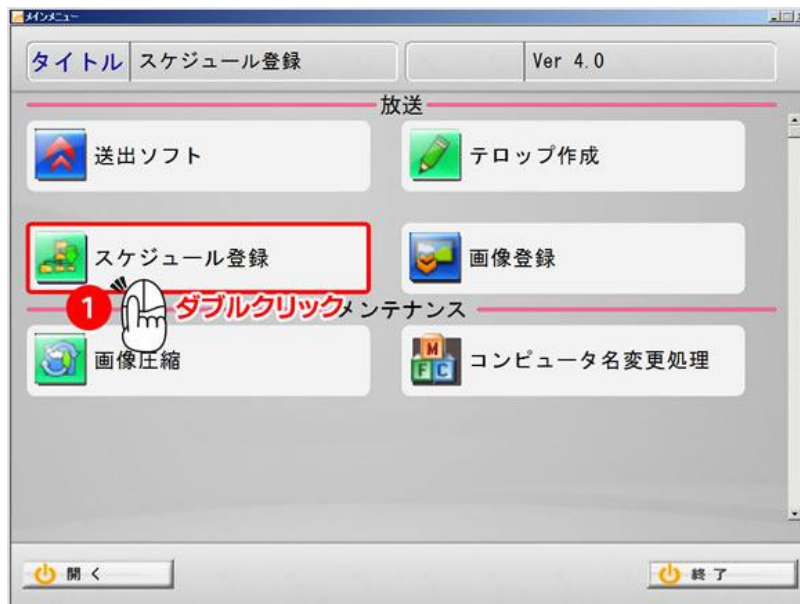 メインメニュー
タイトル スケジュール登録 Ver 4.0
放送
送出ソフト
テロップ作成
スケジュール登録
画像登録
1 ダブルクリック
メンテナンス
画像圧縮
MFC コンピュータ名変更処理
開く
終了